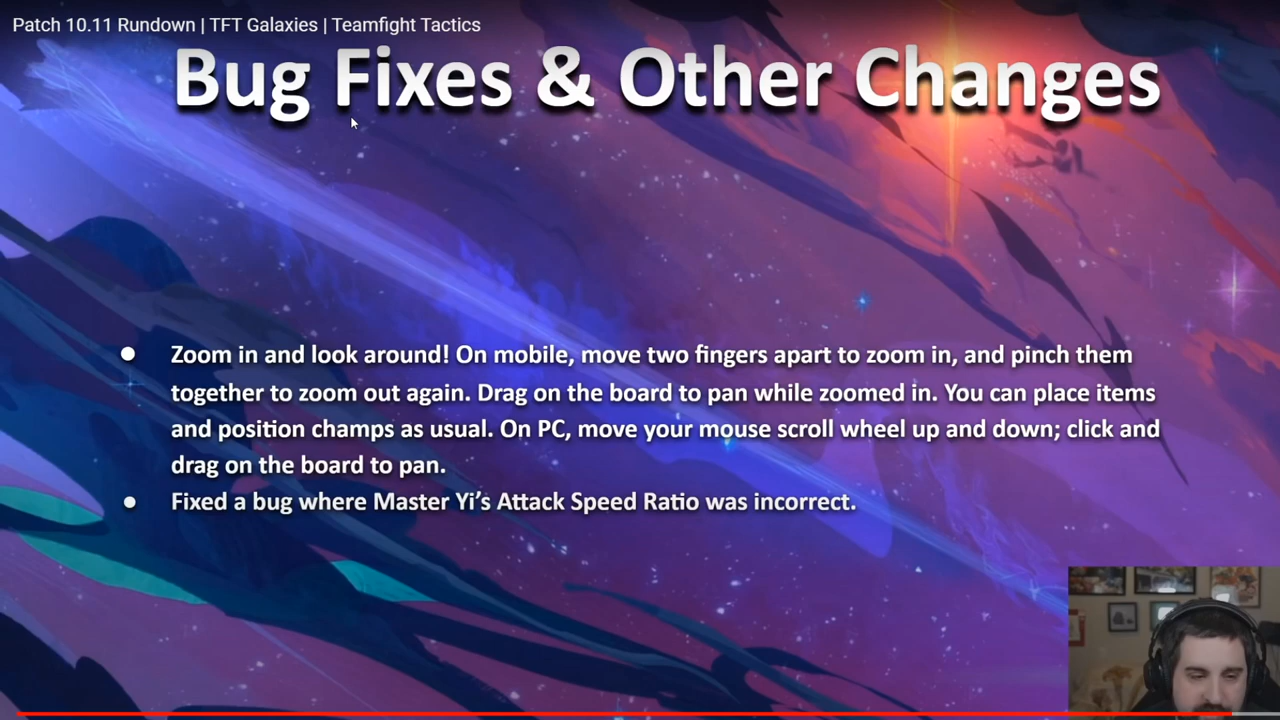 Patch 10.11 Rundown | TFT Galaxies | Teamfight Tactics
Bug Fixes & Other Changes
● Zoom in and look around! On mobile, move two fingers apart to zoom in, and pinch them
together to zoom out again. Drag on the board to pan while zoomed in. You can place items
and position champs as usual. On PC, move your mouse scroll wheel up and down; click and
drag on the board to pan.
● Fixed a bug where Master Yi’s Attack Speed Ratio was incorrect.